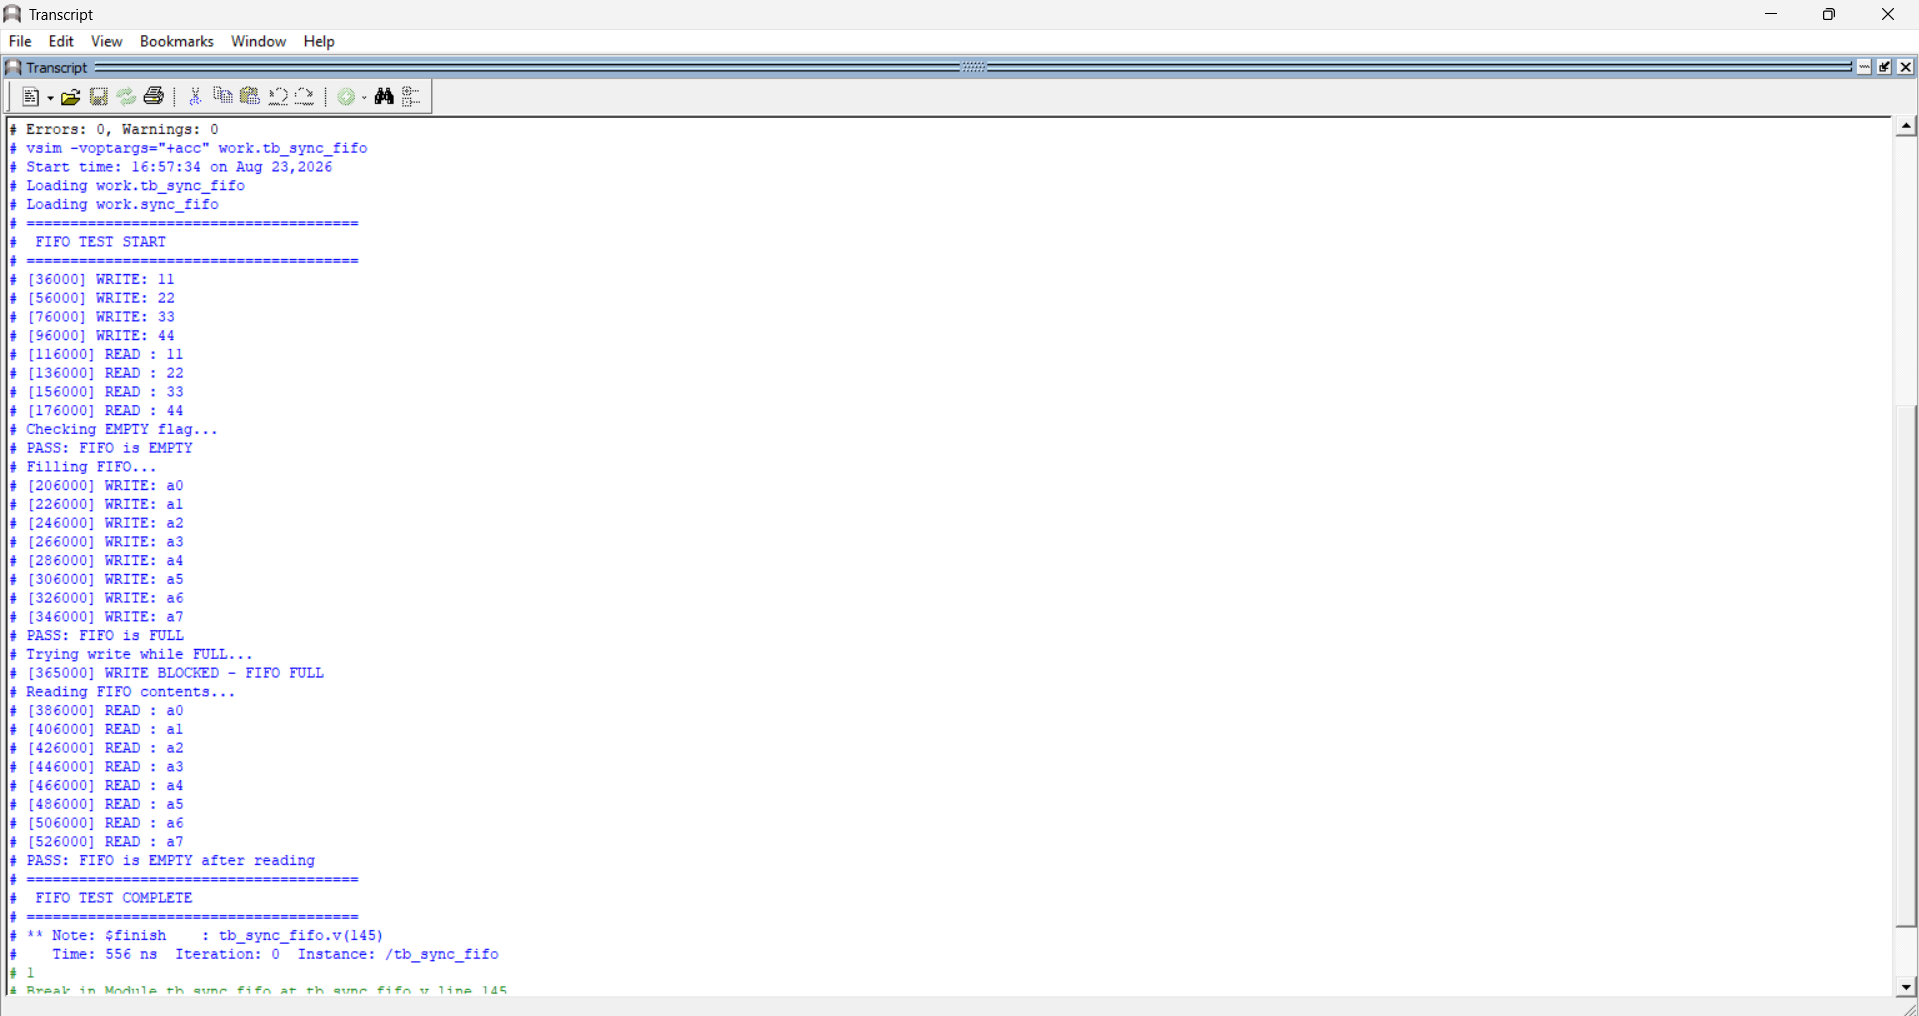 Transcript
File Edit View Bookmarks Window Help
Transcript
# Errors: 0, Warnings: 0
# vsim -voptargs="+acc" work.tb_sync_fifo
# Start time: 16:57:34 on Aug 23,2026
# Loading work.tb_sync_fifo
# Loading work.sync_fifo
# ======================================
#  FIFO TEST START
# ======================================
# [36000] WRITE: 11
# [56000] WRITE: 22
# [76000] WRITE: 33
# [96000] WRITE: 44
# [116000] READ : 11
# [136000] READ : 22
# [156000] READ : 33
# [176000] READ : 44
# Checking EMPTY flag...
# PASS: FIFO is EMPTY
# Filling FIFO...
# [206000] WRITE: a0
# [226000] WRITE: a1
# [246000] WRITE: a2
# [266000] WRITE: a3
# [286000] WRITE: a4
# [306000] WRITE: a5
# [326000] WRITE: a6
# [346000] WRITE: a7
# PASS: FIFO is FULL
# Trying write while FULL...
# [365000] WRITE BLOCKED - FIFO FULL
# Reading FIFO contents...
# [386000] READ : a0
# [406000] READ : a1
# [426000] READ : a2
# [446000] READ : a3
# [466000] READ : a4
# [486000] READ : a5
# [506000] READ : a6
# [526000] READ : a7
# PASS: FIFO is EMPTY after reading
# ======================================
#  FIFO TEST COMPLETE
# ======================================
# ** Note: $finish    : tb_sync_fifo.v(145)
#    Time: 556 ns  Iteration: 0  Instance: /tb_sync_fifo
# 1
# Break in Module tb_sync_fifo at tb_sync_fifo.v line 145